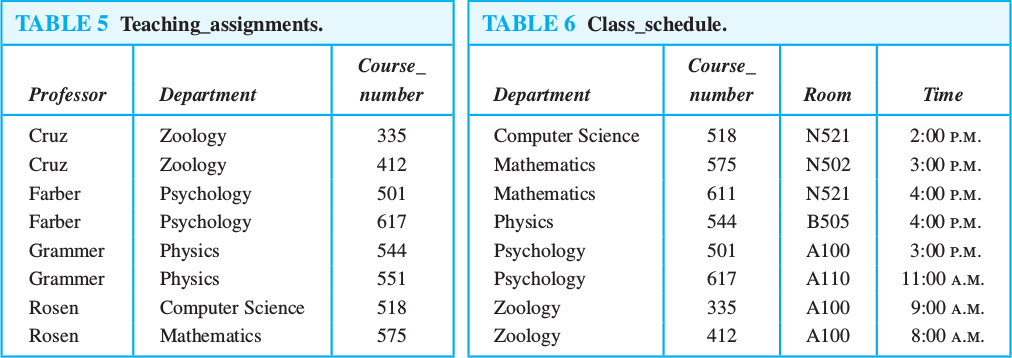 TABLE 5 Teaching_assignments.
Professor Department Course_
number
Cruz Zoology 335
Cruz Zoology 412
Farber Psychology 501
Farber Psychology 617
Grammer Physics 544
Grammer Physics 551
Rosen Computer Science 518
Rosen Mathematics 575
TABLE 6 Class_schedule.
Department Course_
number Room Time
Computer Science 518 N521 2:00 P.M.
Mathematics 575 N502 3:00 P.M.
Mathematics 611 N521 4:00 P.M.
Physics 544 B505 4:00 P.M.
Psychology 501 A100 3:00 P.M.
Psychology 617 A110 11:00 A.M.
Zoology 335 A100 9:00 A.M.
Zoology 412 A100 8:00 A.M.